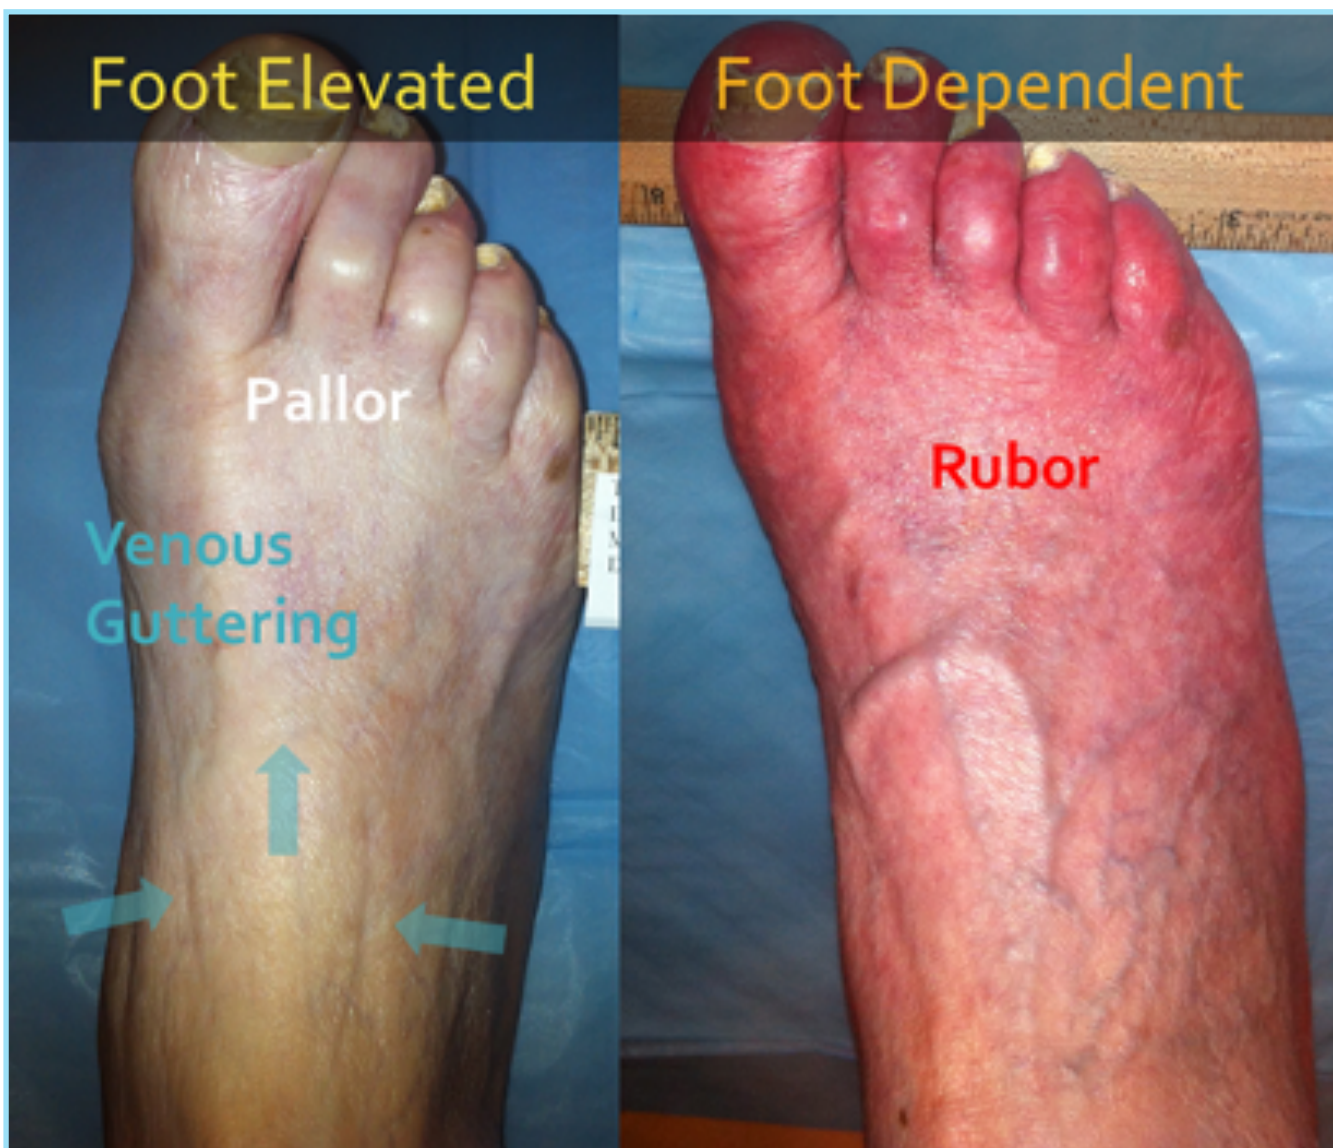 Foot Elevated
Foot Dependent
Pallor
Rubor
Venous
Guttering